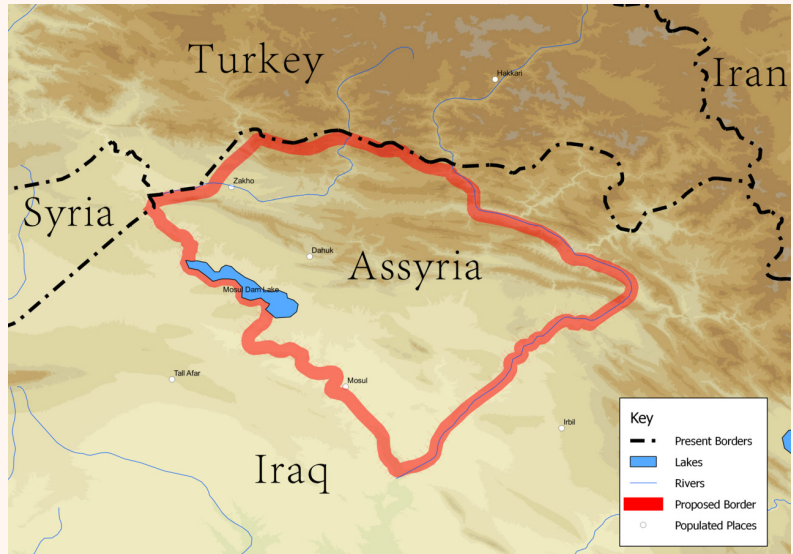 Turkey
Hakkari
Iran
Zakho
Syria
Dahuk
Assyria
Mosul Dam Lake
Tall Afar
Mosul
Irbil
Iraq
Key
Present Borders
Lakes
Rivers
Proposed Border
Populated Places